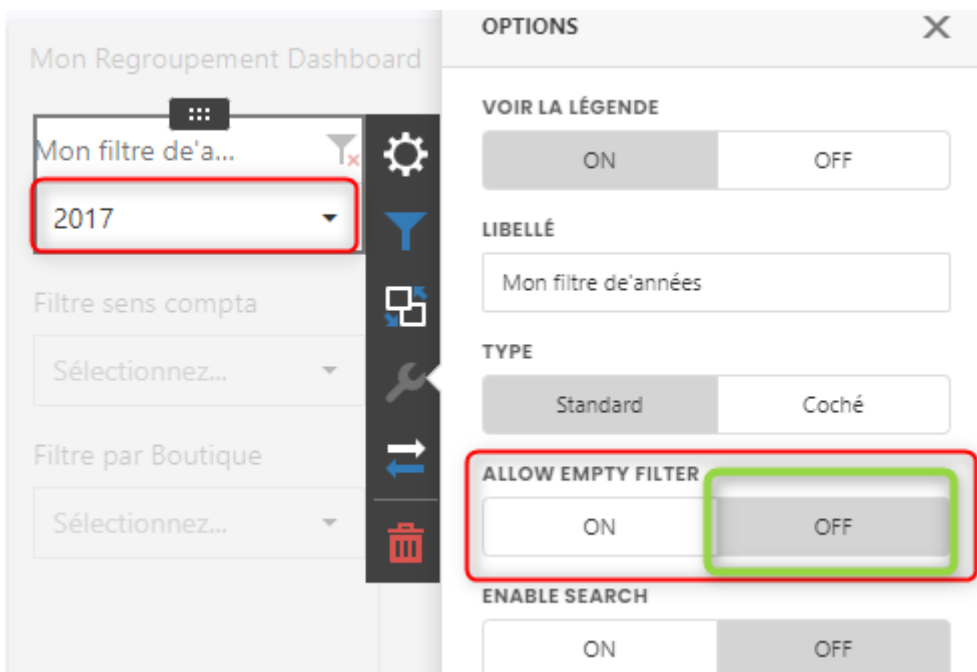 Mon Regroupement Dashboard
Mon filtre de'a...
2017
Filtre sens compta
Sélectionnez...
Filtre par Boutique
Sélectionnez...
OPTIONS
VOIR LA LÉGENDE
ON OFF
LIBELLÉ
Mon filtre de'années
TYPE
Standard Coché
ALLOW EMPTY FILTER
ON OFF
ENABLE SEARCH
ON OFF